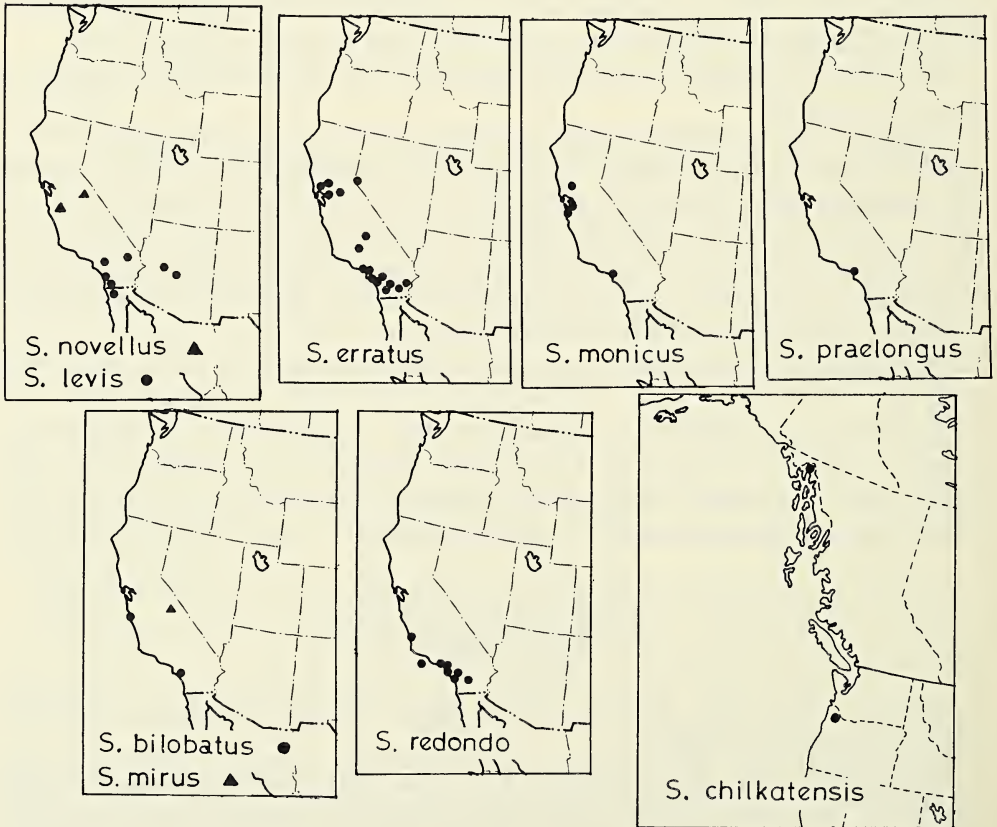 S. novellus ▲
S. levis ●
S. erratus
S. monicus
S. praelongus
S. bilobatus ●
S. mirus ▲
S. redondo
S. chilkatensis